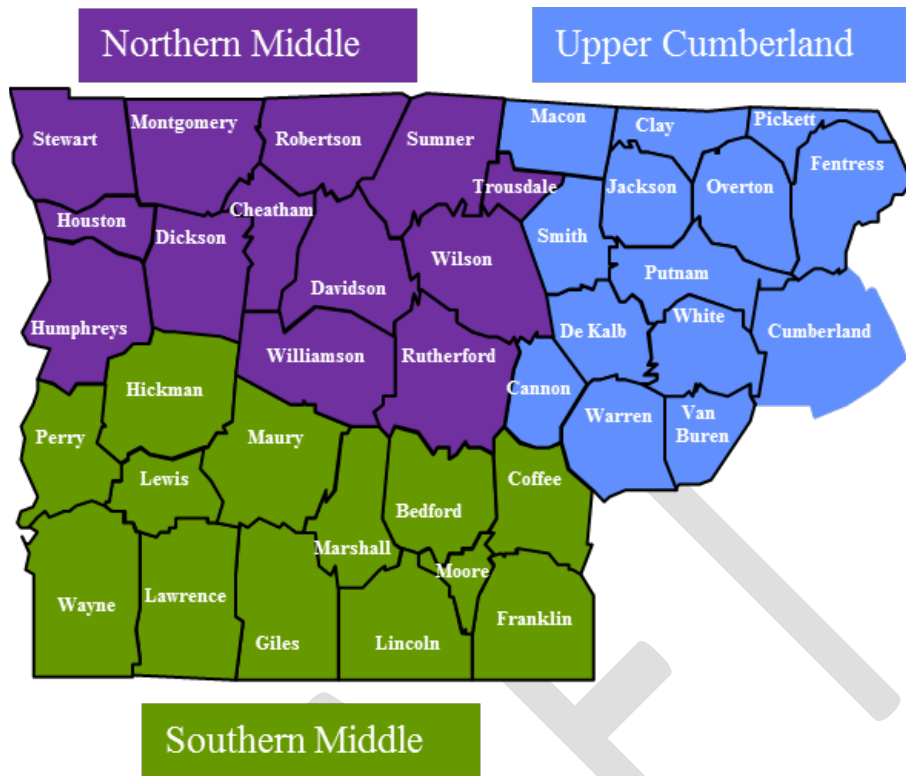 Northern Middle
Upper Cumberland
Stewart
Montgomery
Robertson
Sumner
Macon
Clay
Pickett
Fentress
Trousdale
Jackson
Overton
Houston
Cheatham
Dickson
Smith
Wilson
Putnam
Davidson
Humphreys
De Kalb
White
Cumberland
Williamson
Rutherford
Cannon
Hickman
Warren
Van
Buren
Perry
Maury
Lewis
Coffee
Bedford
Marshall
Moore
Wayne
Lawrence
Giles
Lincoln
Franklin
Southern Middle